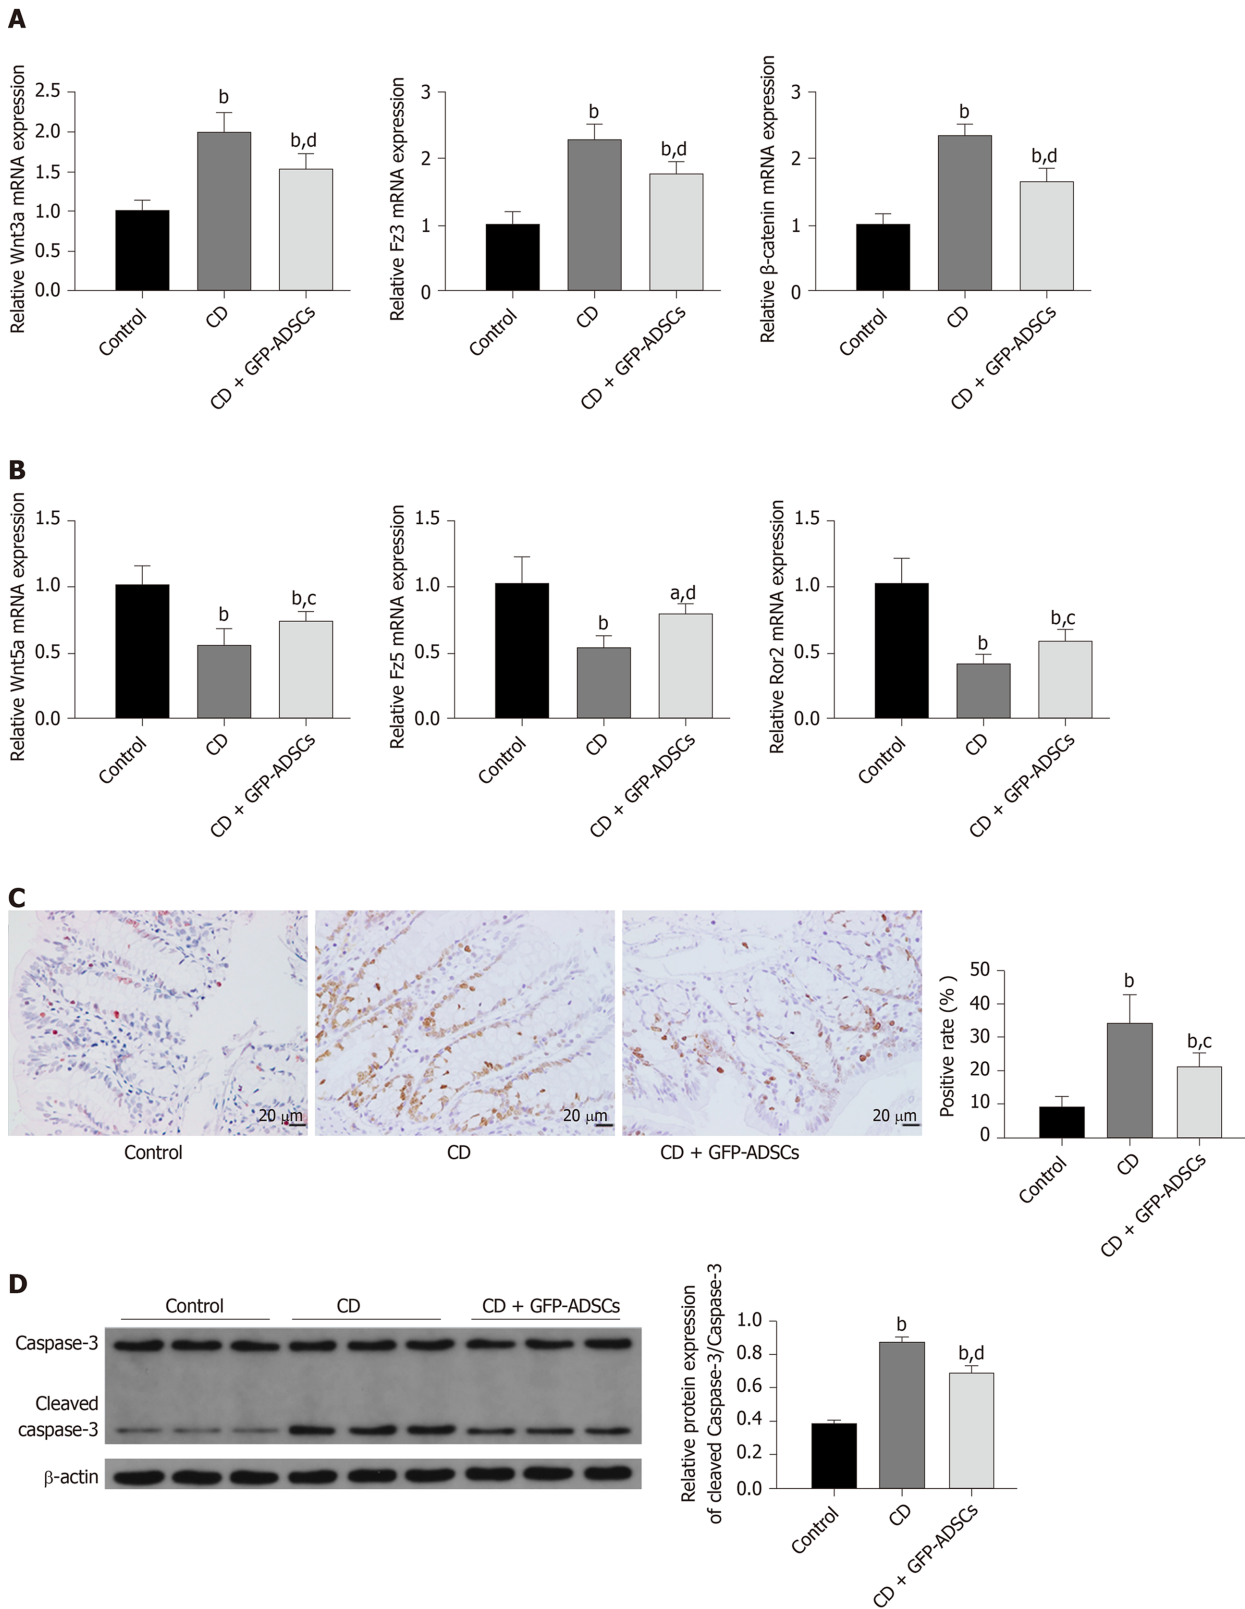 A
Relative Wnt3a mRNA expression
2.5
2.0
1.5
1.0
0.5
0.0
b
b,d
Control
CD
CD + GFP-ADSCs
Relative Fz3 mRNA expression
3
2
1
0
b
b,d
Control
CD
CD + GFP-ADSCs
Relative β-catenin mRNA expression
3
2
1
0
b
b,d
Control
CD
CD + GFP-ADSCs
B
Relative Wnt5a mRNA expression
1.5
1.0
0.5
0.0
b
b,c
Control
CD
CD + GFP-ADSCs
Relative Fz5 mRNA expression
1.5
1.0
0.5
0.0
b
a,d
Control
CD
CD + GFP-ADSCs
Relative Ror2 mRNA expression
1.5
1.0
0.5
0.0
b
b,c
Control
CD
CD + GFP-ADSCs
C
20 μm
20 μm
20 μm
Control
CD
CD + GFP-ADSCs
Positive rate (% )
50
40
30
20
10
0
b
b,c
Control
CD
CD + GFP-ADSCs
D
Control
CD
CD + GFP-ADSCs
Caspase-3
Cleaved
caspase-3
β-actin
Relative protein expression
of cleaved Caspase-3/Caspase-3
1.0
0.8
0.6
0.4
0.2
0.0
b
b,d
Control
CD
CD + GFP-ADSCs